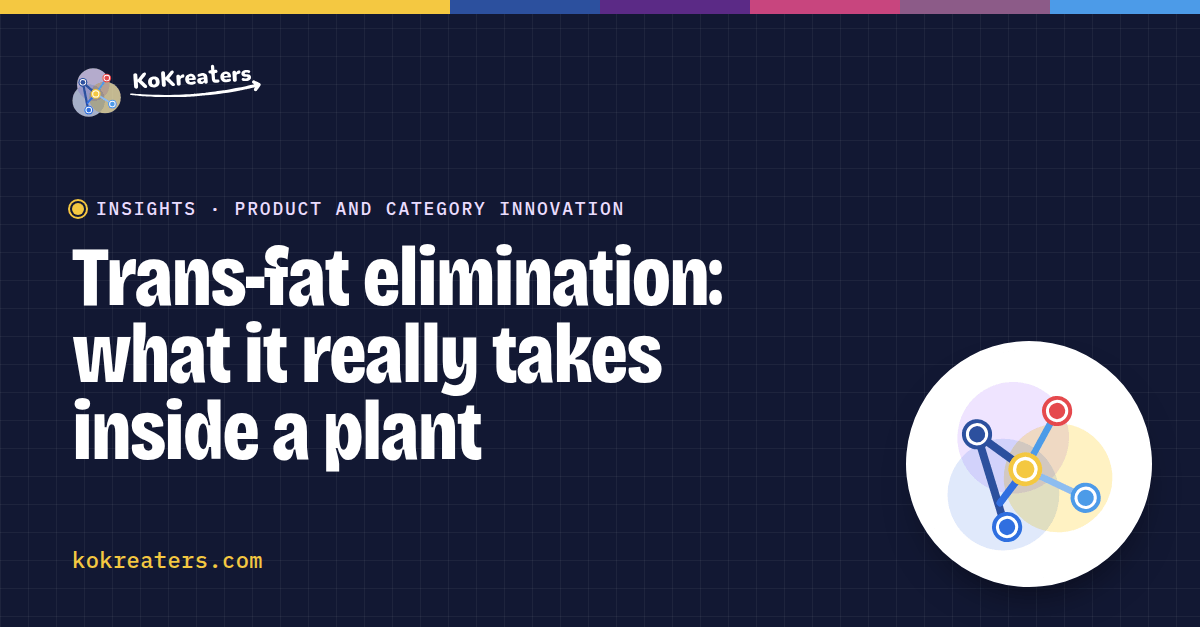 KoKreaters
INSIGHTS · PRODUCT AND CATEGORY INNOVATION
Trans-fat elimination:
what it really takes
inside a plant
kokreaters.com